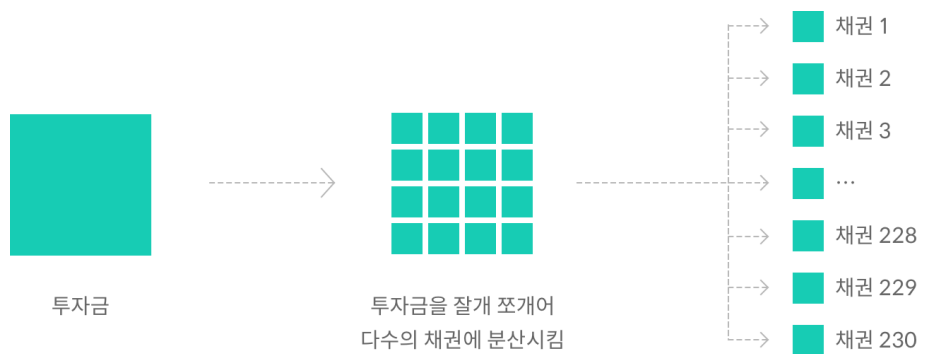 투자금
투자금을 잘개 쪼개어
다수의 채권에 분산시킴
채권 1
채권 2
채권 3
…
채권 228
채권 229
채권 230